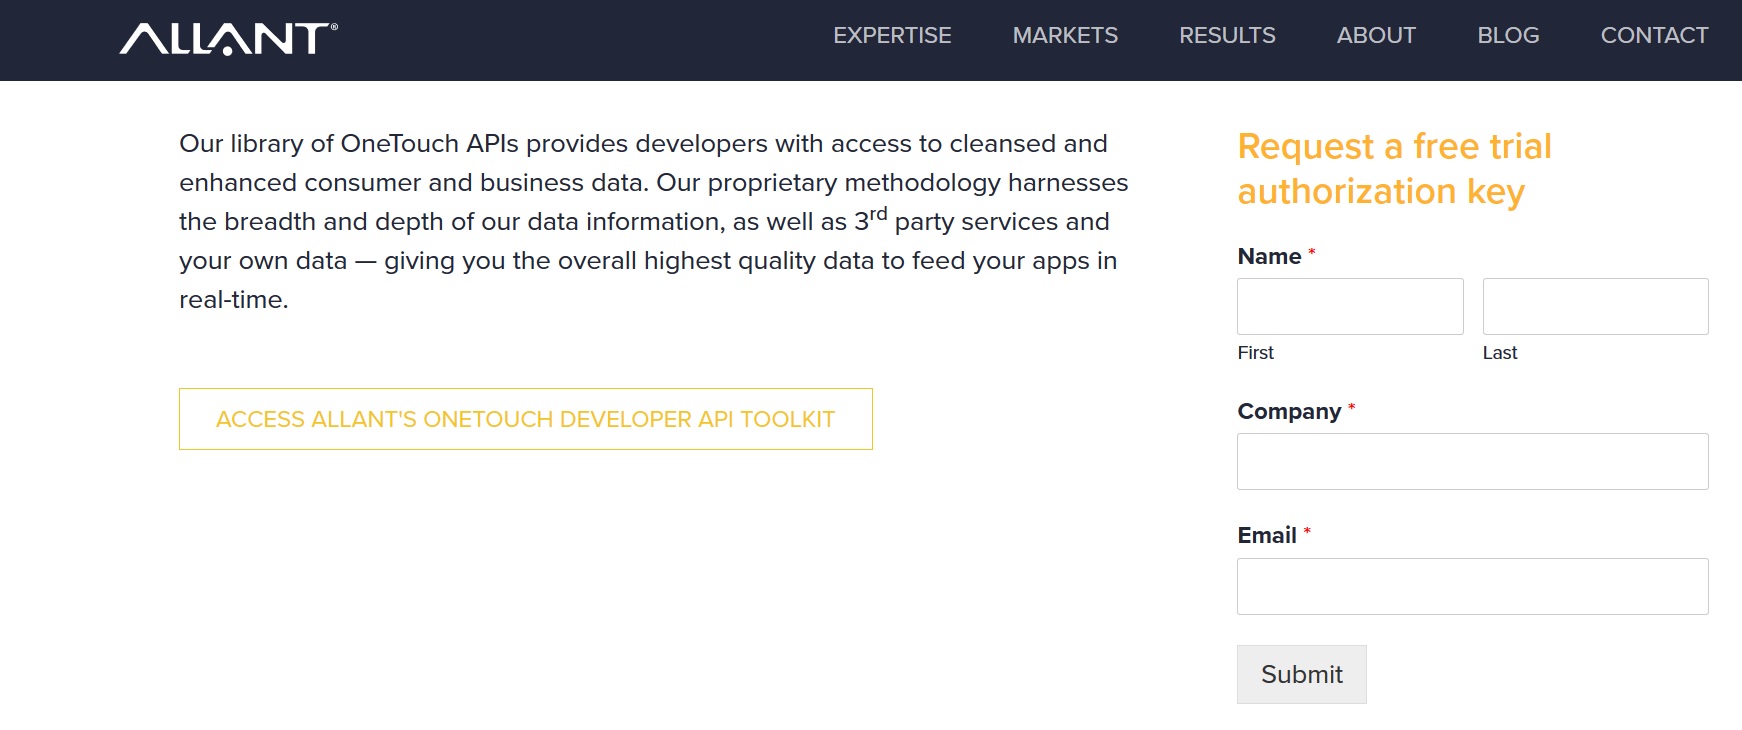 ALLANT®
EXPERTISE MARKETS RESULTS ABOUT BLOG CONTACT
Our library of OneTouch APIs provides developers with access to cleansed and
enhanced consumer and business data. Our proprietary methodology harnesses
the breadth and depth of our data information, as well as 3rd party services and
your own data — giving you the overall highest quality data to feed your apps in
real-time.
ACCESS ALLANT'S ONETOUCH DEVELOPER API TOOLKIT
Request a free trial
authorization key
Name *
First Last
Company *
Email *
Submit